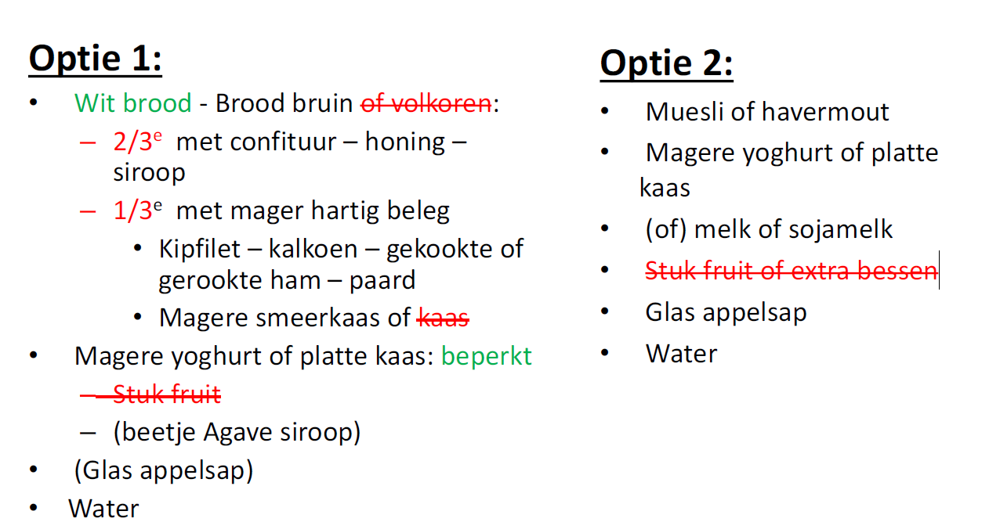 Optie 1:
• Wit brood - Brood bruin of volkoren:
– 2/3e met confituur – honing –
siroop
– 1/3e met mager hartig beleg
• Kipfilet – kalkoen – gekookte of
gerookte ham – paard
• Magere smeerkaas of kaas
• Magere yoghurt of platte kaas: beperkt
– Stuk fruit
– (beetje Agave siroop)
• (Glas appelsap)
• Water
Optie 2:
• Muesli of havermout
• Magere yoghurt of platte
kaas
• (of) melk of sojamelk
• Stuk fruit of extra bessen
• Glas appelsap
• Water